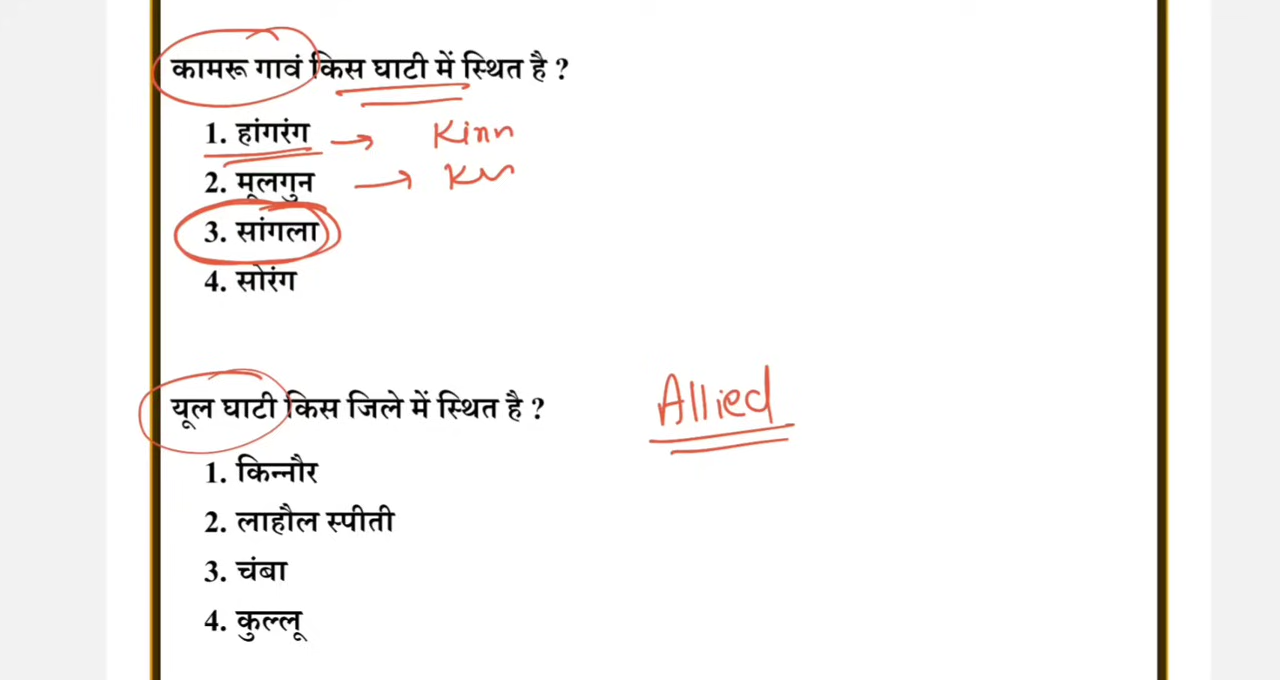 कामरू गावं किस घाटी में स्थित है ?
1. हांगरंग → Kinn
2. मूलगुन →
3. सांगला
4. सोरंग
यूल घाटी किस जिले में स्थित है ? Allied
1. किन्नौर
2. लाहौल स्पीती
3. चंबा
4. कुल्लू